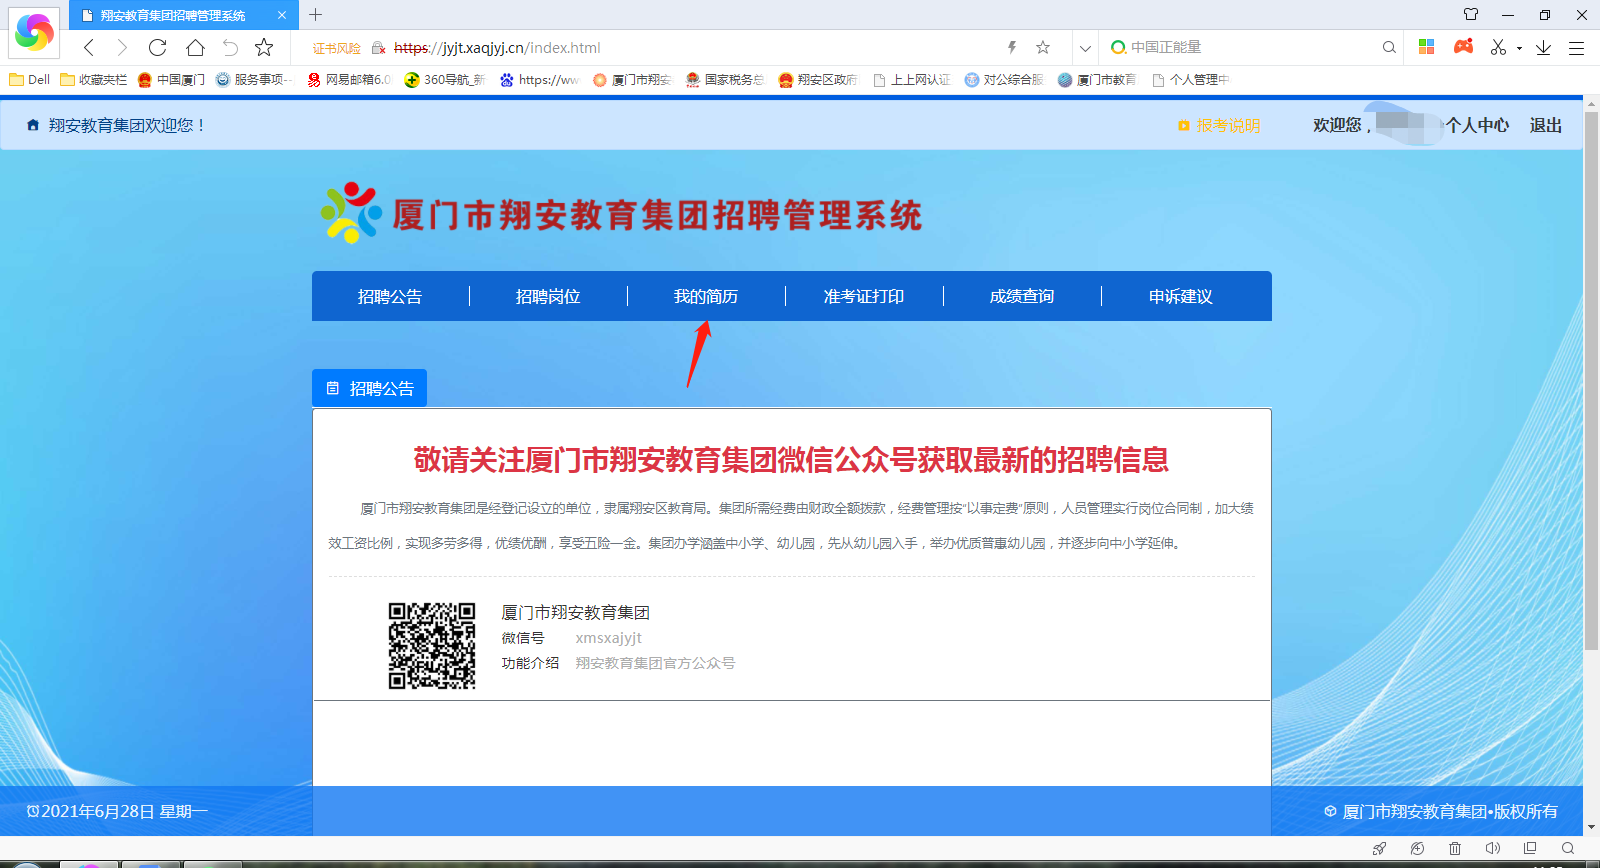 翔安教育集团招聘管理系统
证书风险 https://jyjt.xaqjyj.cn/index.html
中国正能量
Dell 收藏夹栏 中国厦门 服务事项-- 网易邮箱6.0 360导航_新 https://ww 厦门市翔安 国家税务总 翔安区政府 上上网认证 对公综合服 厦门市教育 个人管理中
翔安教育集团欢迎您！ 报考说明 欢迎您， 个人中心 退出
厦门市翔安教育集团招聘管理系统
招聘公告 招聘岗位 我的简历 准考证打印 成绩查询 申诉建议
招聘公告
敬请关注厦门市翔安教育集团微信公众号获取最新的招聘信息
厦门市翔安教育集团是经登记设立的单位，隶属翔安区教育局。集团所需经费由财政全额拨款，经费管理按“以事定费”原则，人员管理实行岗位合同制，加大绩
效工资比例，实现多劳多得，优绩优酬，享受五险一金。集团办学涵盖中小学、幼儿园，先从幼儿园入手，举办优质普惠幼儿园，并逐步向中小学延伸。
厦门市翔安教育集团
微信号 xmsxajyjt
功能介绍 翔安教育集团官方公众号
2021年6月28日 星期一 厦门市翔安教育集团•版权所有